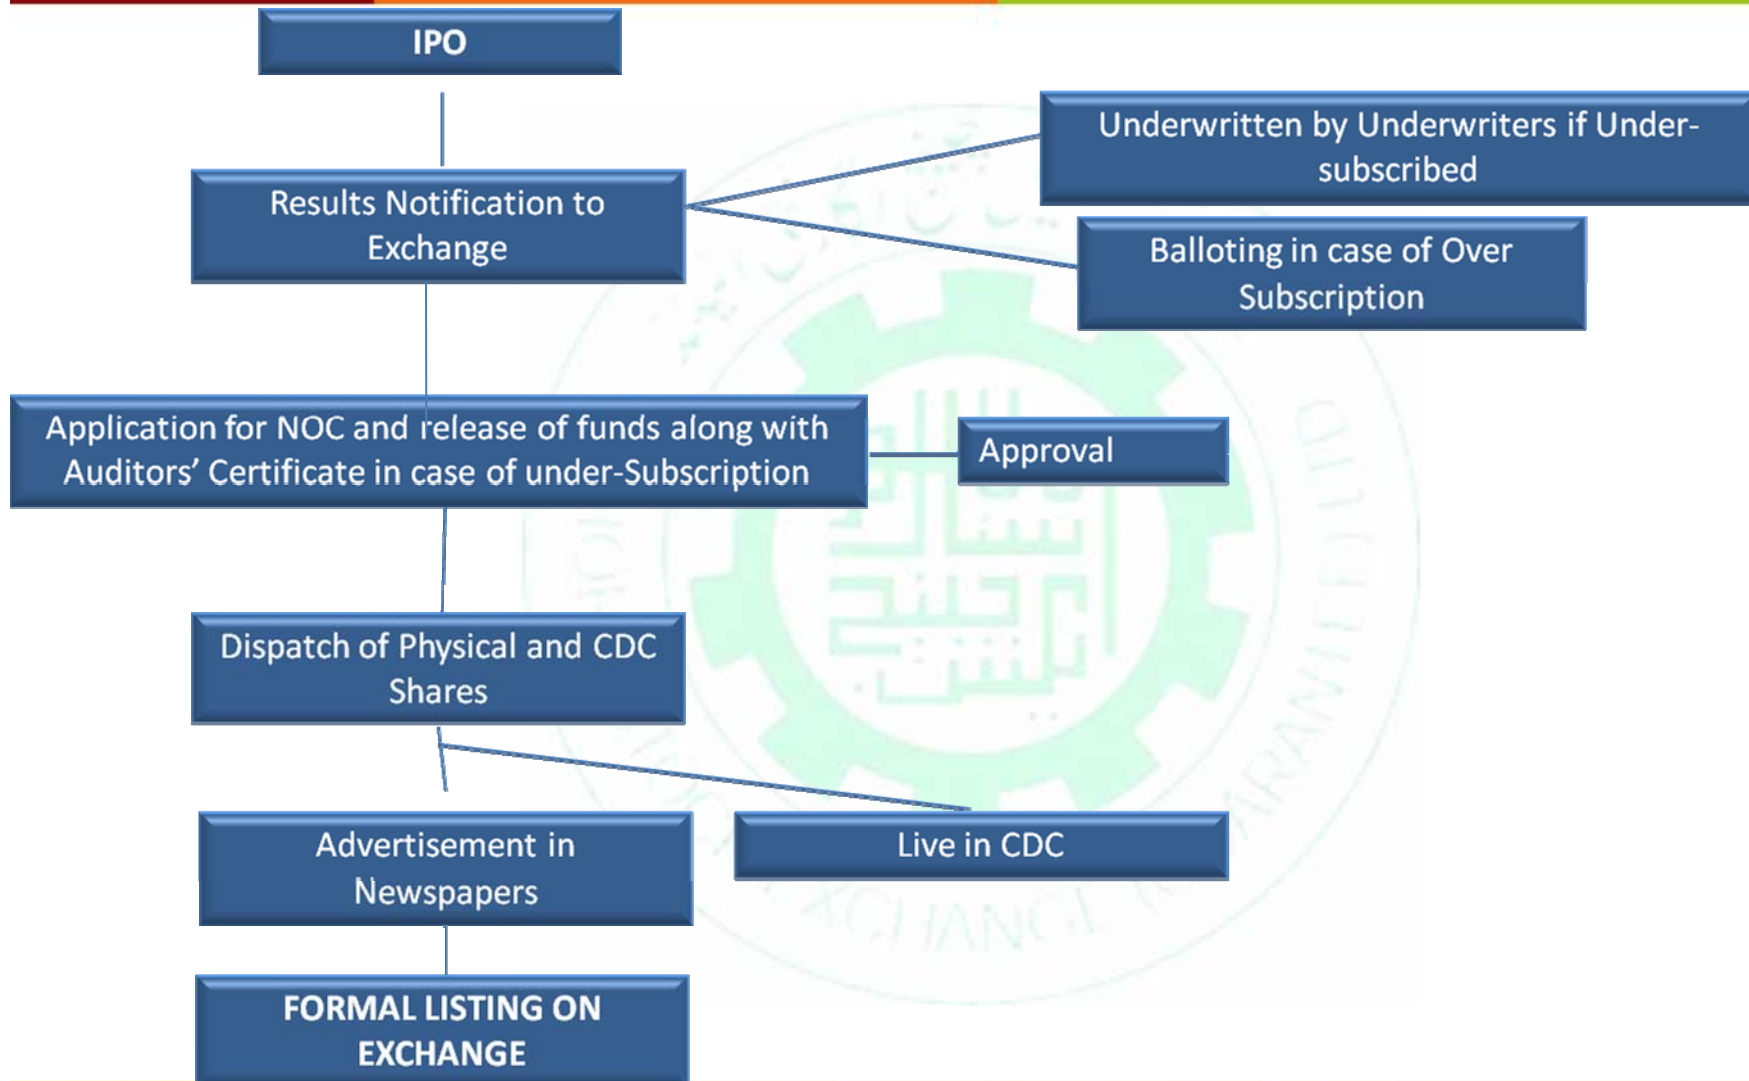 IPO
Underwritten by Underwriters if Under-
subscribed
Results Notification to
Exchange
Balloting in case of Over
Subscription
Application for NOC and release of funds along with
Auditors’ Certificate in case of under-Subscription
Approval
Dispatch of Physical and CDC
Shares
Advertisement in
Newspapers
Live in CDC
FORMAL LISTING ON
EXCHANGE